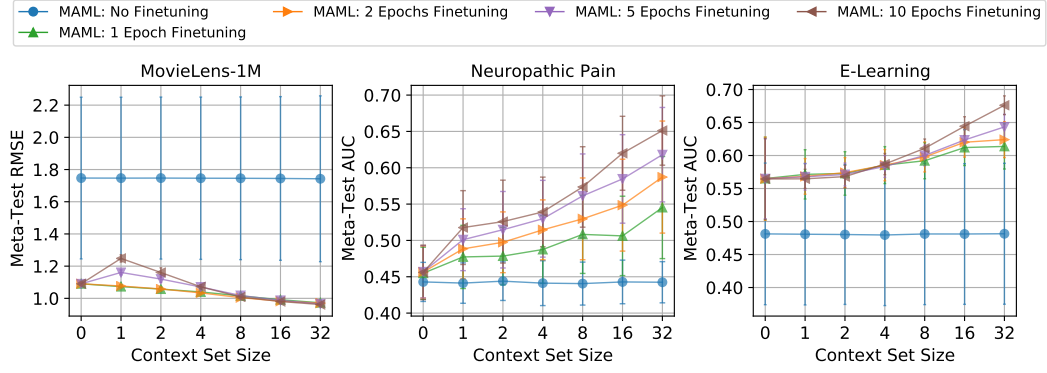 MAML: No Finetuning
MAML: 2 Epochs Finetuning
MAML: 5 Epochs Finetuning
MAML: 10 Epochs Finetuning
MAML: 1 Epoch Finetuning
MovieLens-1M
Meta-Test RMSE
2.2
2.0
1.8
1.6
1.4
1.2
1.0
0 1 2 4 8 16 32
Context Set Size
Neuropathic Pain
Meta-Test AUC
0.70
0.65
0.60
0.55
0.50
0.45
0.40
0 1 2 4 8 16 32
Context Set Size
E-Learning
Meta-Test AUC
0.70
0.65
0.60
0.55
0.50
0.45
0.40
0 1 2 4 8 16 32
Context Set Size